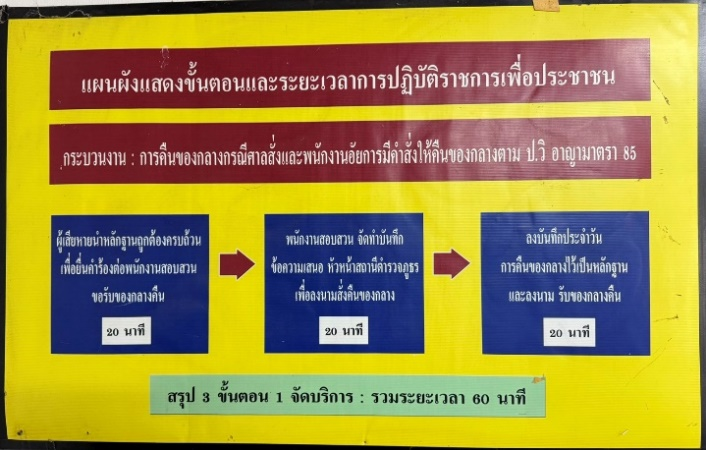 แผนผังแสดงขั้นตอนและระยะเวลาการปฏิบัติราชการเพื่อประชาชน
กระบวนงาน : การคืนของกลางกรณีศาลสั่งและพนักงานอัยการมีคำสั่งให้คืนของกลางตาม ป.วิ อาญามาตรา 85
ผู้เสียหายนำหลักฐานถูกต้องครบถ้วน
เพื่อยื่นคำร้องต่อพนักงานสอบสวน
ขอรับของกลางคืน
20 นาที
พนักงานสอบสวน จัดทำบันทึก
ข้อความเสนอ หัวหน้าสถานีตำรวจภูธร
เพื่อลงนามสั่งคืนของกลาง
20 นาที
ลงบันทึกประจำวัน
การคืนของกลางไว้เป็นหลักฐาน
และลงนาม รับของกลางคืน
20 นาที
สรุป 3 ขั้นตอน 1 จัดบริการ : รวมระยะเวลา 60 นาที